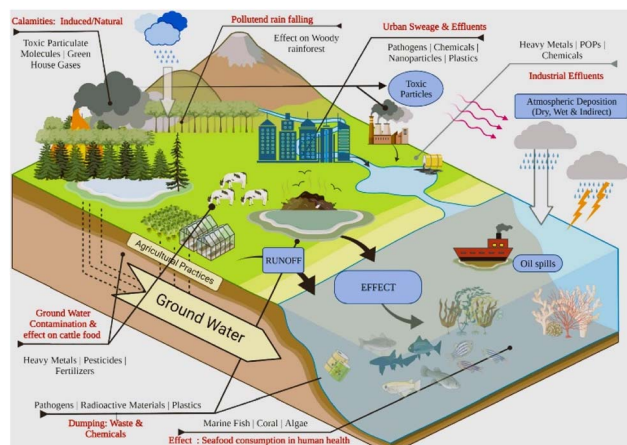 Calamities: Induced/Natural
Toxic Particulate
Molecules | Green
House Gases
Pollutend rain falling
Effect on Woody
rainforest
Urban Sweage & Effluents
Pathogens | Chemicals |
Nanoparticles | Plastics
Toxic
Particles
Heavy Metals | POPs |
Chemicals
Industrial Effluents
Atmospheric Deposition
(Dry, Wet & Indirect)
Agricultural Practices
RUNOFF
EFFECT
Oil spills
Ground Water
Ground Water
Contamination &
effect on cattle food
Heavy Metals | Pesticides |
Fertilizers
Pathogens | Radioactive Materials | Plastics
Dumping: Waste &
Chemicals
Marine Fish | Coral | Algae
Effect : Seafood consumption in human health